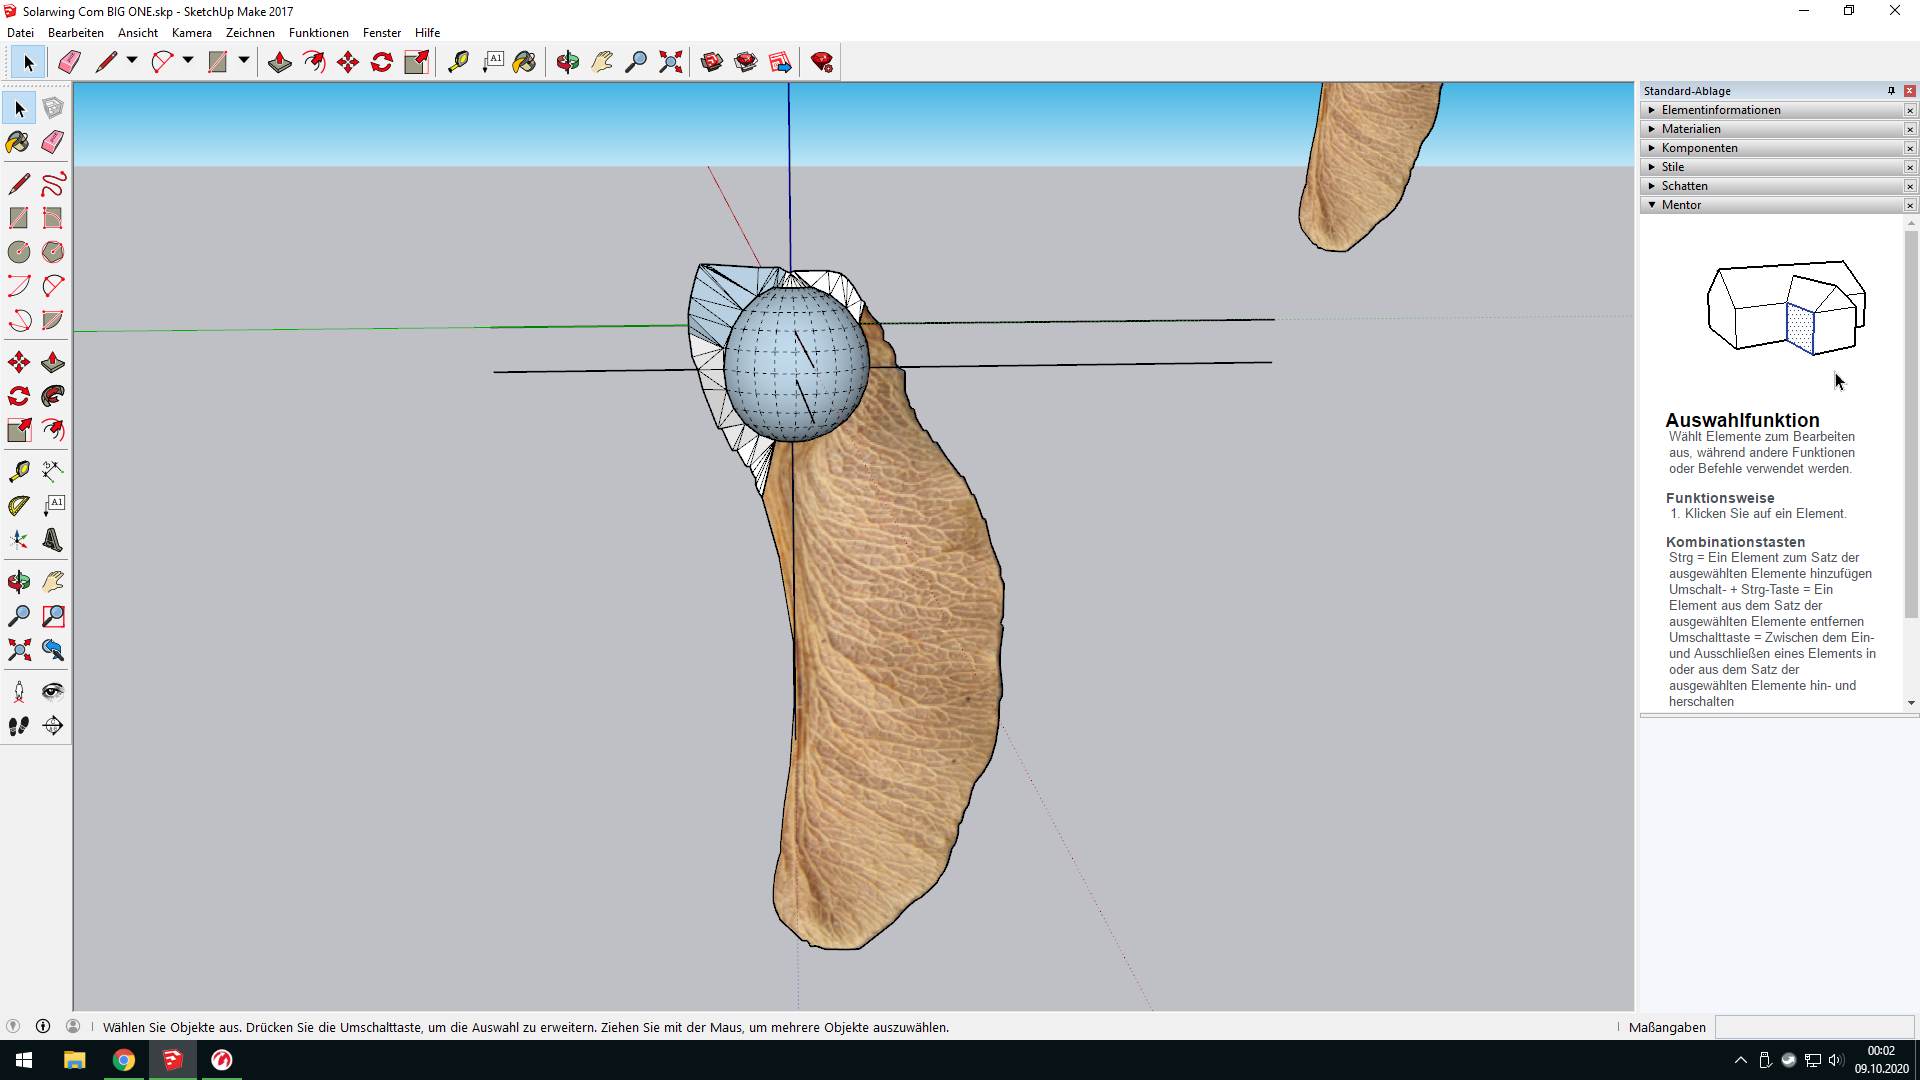 Solarwing Com BIG ONE.skp - SketchUp Make 2017
Datei Bearbeiten Ansicht Kamera Zeichnen Funktionen Fenster Hilfe
A1
Standard-Ablage
Elementinformationen
Materialien
Komponenten
Stile
Schatten
Mentor
Auswahlfunktion
Wählt Elemente zum Bearbeiten
aus, während andere Funktionen
oder Befehle verwendet werden.
Funktionsweise
1. Klicken Sie auf ein Element.
Kombinationstasten
Strg = Ein Element zum Satz der
ausgewählten Elemente hinzufügen
Umschalt- + Strg-Taste = Ein
Element aus dem Satz der
ausgewählten Elemente entfernen
Umschalttaste = Zwischen dem Ein-
und Ausschließen eines Elements in
oder aus dem Satz der
ausgewählten Elemente hin- und
herschalten
A1
Wählen Sie Objekte aus. Drücken Sie die Umschalttaste, um die Auswahl zu erweitern. Ziehen Sie mit der Maus, um mehrere Objekte auszuwählen.
Maßangaben
00:02
09.10.2020